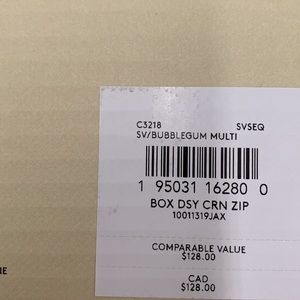 C3218 SVSEQ
SV/BUBBLEGUM MULTI
1 95031 16280 0
BOX DSY CRN ZIP
10011319JAX
COMPARABLE VALUE
$128.00
NE
CAD
$128.00